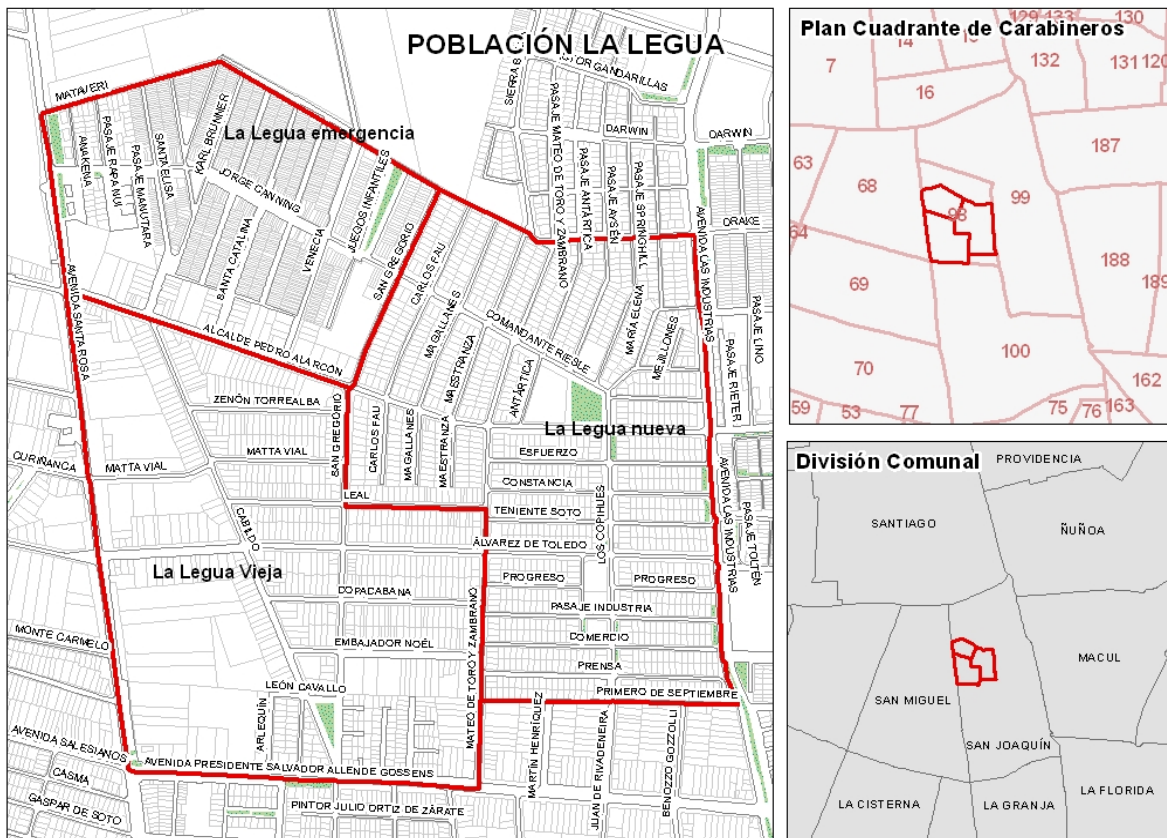 POBLACIÓN LA LEGUA
MATAVERI
La Legua emergencia
ANAKENA
PASAJE RAPA NUI
PASAJE MANUTARA
SANTA ELISA
KARL BRUNNER
JORGE CANNING
SANTA CATALINA
VENECIA
JUEGOS INFANTILES
SAN GREGORIO
CARLOS FAU
MAGALLANES
MAESTRANZA
ANTÁRTICA
COMANDANTE RIESLE
PASAJE MATEO DE TORO Y ZAMBRANO
PASAJE ANTÁRTICA
PASAJE AYSÉN
PASAJE SPRINGHILL
MARÍA ELENA
MEJILLONES
DARWIN
DARWIN
DRAKE
AVENIDA LAS INDUSTRIAS
PASAJE LINO
PASAJE RIETER
AVENIDA SANTA ROSA
ALCALDE PEDRO ALARCÓN
ZENÓN TORREALBA
SAN GREGORIO
CARLOS FAU
MAGALLANES
MAESTRANZA
La Legua nueva
CURIÑANCA
MATTA VIAL
MATTA VIAL
LEAL
ESFUERZO
CONSTANCIA
TENIENTE SOTO
LOS COPIHUES
AVENIDA LAS INDUSTRIAS
PASAJE TOLTÉN
CABILDO
ÁLVAREZ DE TOLEDO
La Legua Vieja
COPACABANA
PROGRESO
PROGRESO
PASAJE INDUSTRIA
MONTE CARMELO
EMBAJADOR NOÉL
COMERCIO
PRENSA
MATEO DE TORO Y ZAMBRANO
LEÓN CAVALLO
PRIMERO DE SEPTIEMBRE
ARLEQUÍN
AVENIDA SALESIANOS
AVENIDA PRESIDENTE SALVADOR ALLENDE GOSSENS
MARTÍN HENRÍQUEZ
JUAN DE RIVADENEIRA
BENOZZO GOZZOLLI
CASMA
GASPAR DE SOTO
PINTOR JULIO ORTIZ DE ZÁRATE
Plan Cuadrante de Carabineros
130
7
14
132
131
120
16
187
63
68
99
98
64
69
188
189
70
100
162
59
53
77
75
76
163
División Comunal
PROVIDENCIA
SANTIAGO
ÑUÑOA
MACUL
SAN MIGUEL
SAN JOAQUÍN
LA CISTERNA
LA GRANJA
LA FLORIDA